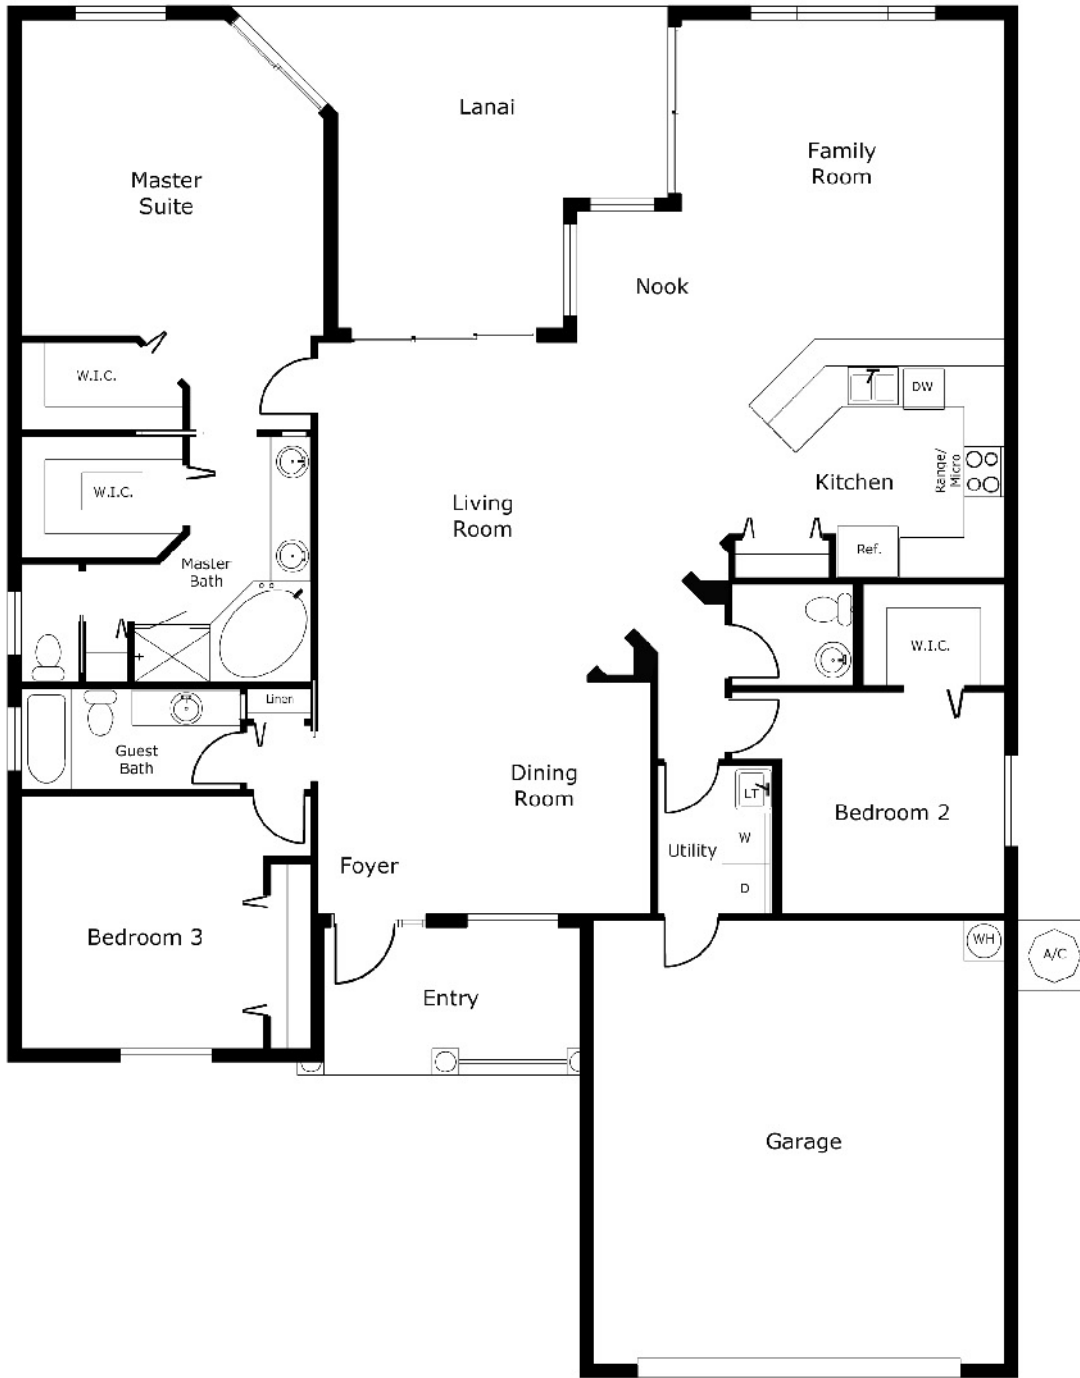 Lanai
Family
Room
Master
Suite
Nook
W.I.C.
DW
Range/
Micro
Kitchen
W.I.C.
Living
Room
Ref.
Master
Bath
W.I.C.
Linen
Guest
Bath
Dining
Room
LT
Bedroom 2
W
Utility
Foyer
D
Bedroom 3
WH
A/C
Entry
Garage